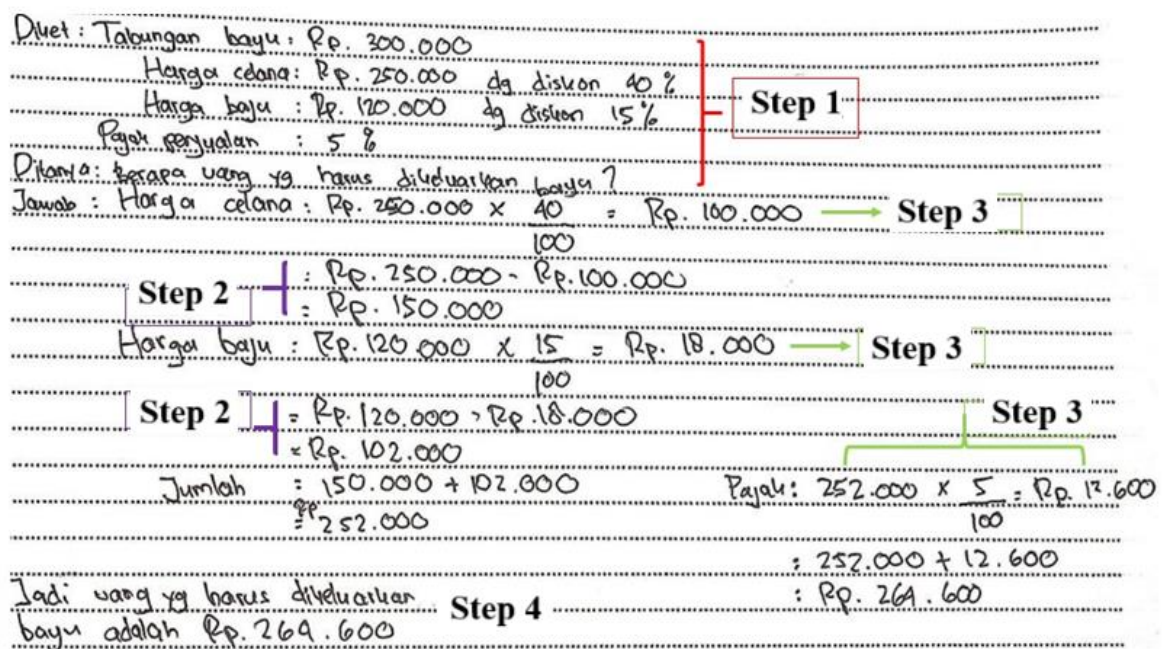 Diket : Tabungan bayu : Rp. 300.000
Harga celana : Rp. 250.000 dg diskon 40 %
Harga baju : Rp. 120.000 dg diskon 15 %
Step 1
Pajak penjualan : 5 %
Ditanya : berapa uang yg harus dikeluarkan bayu ?
Jawab : Harga celana : Rp. 250.000 x 40/100 = Rp. 100.000 Step 3
: Rp. 250.000 - Rp. 100.000
Step 2
= Rp. 150.000
Harga baju : Rp. 120.000 x 15/100 = Rp. 18.000 Step 3
Step 2 = Rp. 120.000 - Rp. 18.000 Step 3
= Rp. 102.000
Jumlah : 150.000 + 102.000 Pajak : 252.000 x 5/100 = Rp. 12.600
= Rp 252.000
: 252.000 + 12.600
: Rp. 264.600
Jadi uang yg harus dikeluarkan Step 4
bayu adalah Rp. 264.600